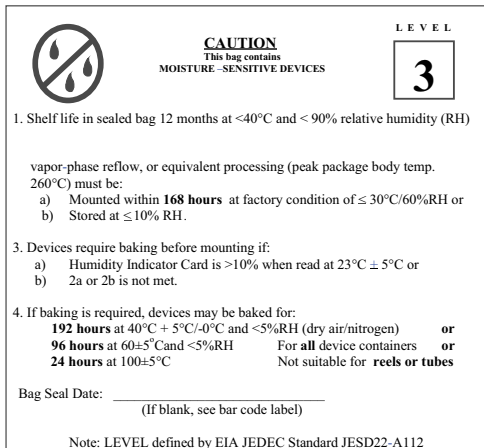 LEVEL
CAUTION
This bag contains
MOISTURE –SENSITIVE DEVICES
3
1. Shelf life in sealed bag 12 months at <40°C and < 90% relative humidity (RH)
vapor-phase reflow, or equivalent processing (peak package body temp.
260°C) must be:
a) Mounted within 168 hours at factory condition of ≤ 30°C/60%RH or
b) Stored at ≤10% RH.
3. Devices require baking before mounting if:
a) Humidity Indicator Card is >10% when read at 23°C ± 5°C or
b) 2a or 2b is not met.
4. If baking is required, devices may be baked for:
192 hours at 40°C + 5°C/-0°C and <5%RH (dry air/nitrogen) or
96 hours at 60±5°Cand <5%RH For all device containers or
24 hours at 100±5°C Not suitable for reels or tubes
Bag Seal Date: ________________________________
(If blank, see bar code label)
Note: LEVEL defined by EIA JEDEC Standard JESD22-A112